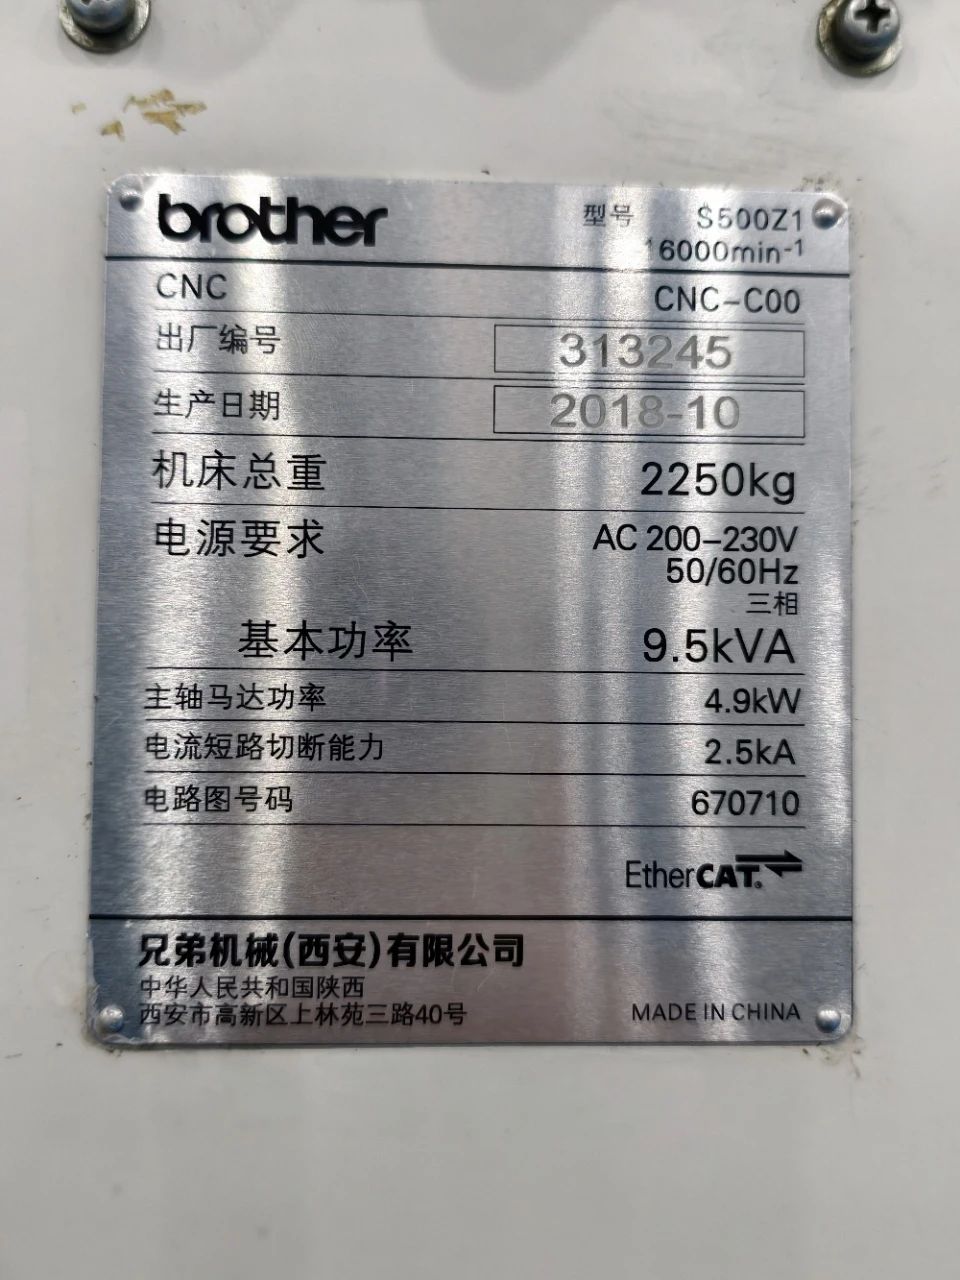 brother 型号 S500Z1
16000min-1
CNC CNC-C00
出厂编号 313245
生产日期 2018-10
机床总重 2250kg
电源要求 AC 200-230V
50/60Hz
三相
基本功率 9.5kVA
主轴马达功率 4.9kW
电流短路切断能力 2.5kA
电路图号码 670710
EtherCAT®
兄弟机械(西安)有限公司
中华人民共和国陕西
西安市高新区上林苑三路40号 MADE IN CHINA